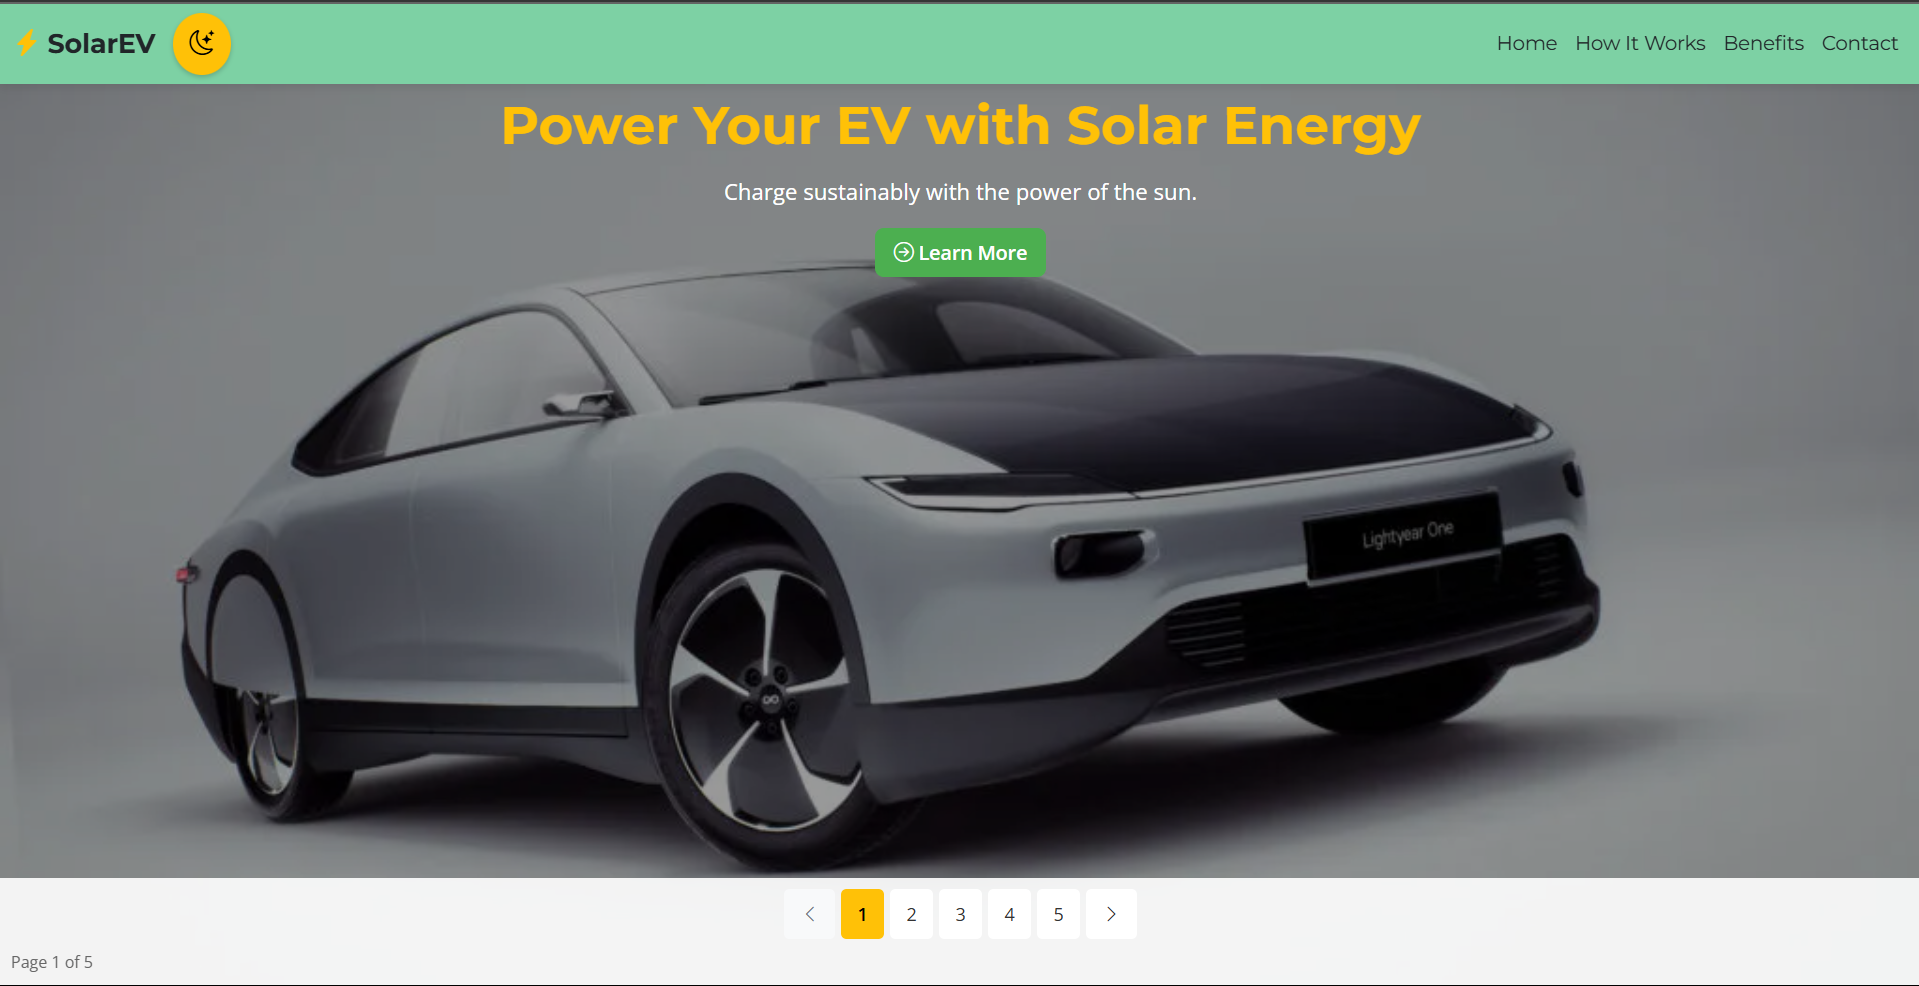 SolarEV
Home How It Works Benefits Contact
Power Your EV with Solar Energy
Charge sustainably with the power of the sun.
Learn More
Lightyear One
1 2 3 4 5
Page 1 of 5